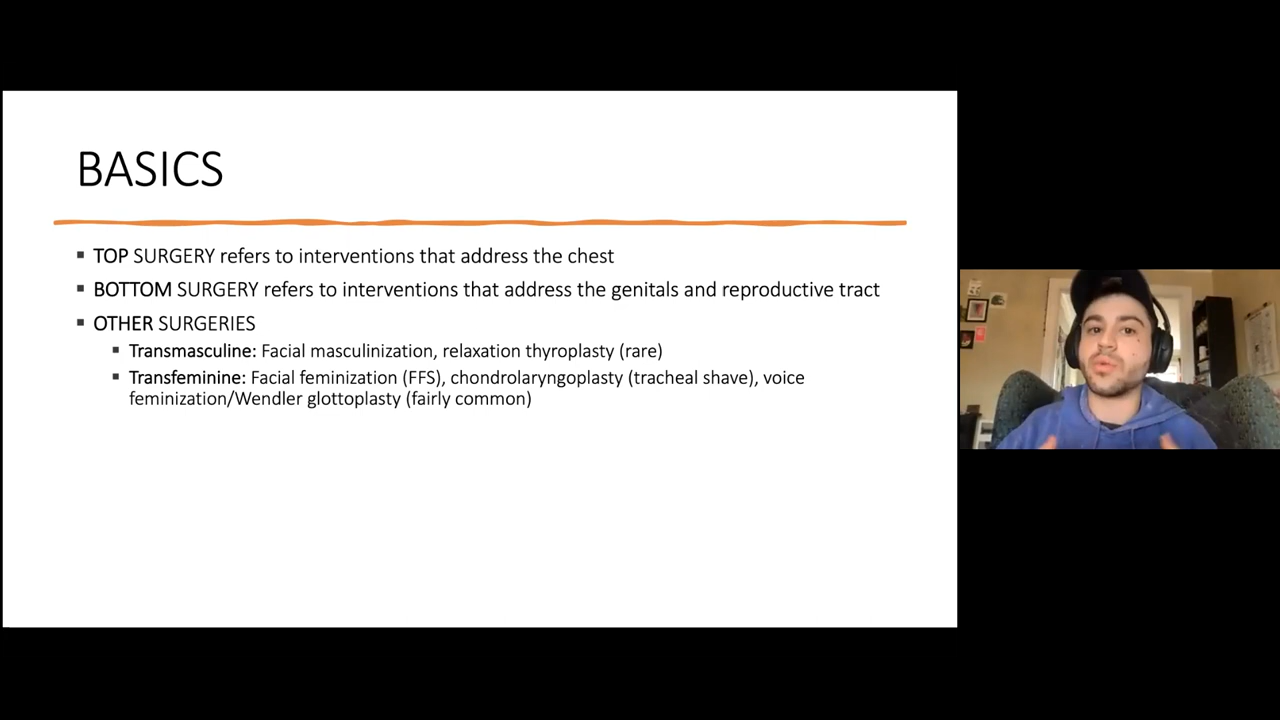 BASICS
▪ TOP SURGERY refers to interventions that address the chest
▪ BOTTOM SURGERY refers to interventions that address the genitals and reproductive tract
▪ OTHER SURGERIES
▪ Transmasculine: Facial masculinization, relaxation thyroplasty (rare)
▪ Transfeminine: Facial feminization (FFS), chondrolaryngoplasty (tracheal shave), voice
feminization/Wendler glottoplasty (fairly common)